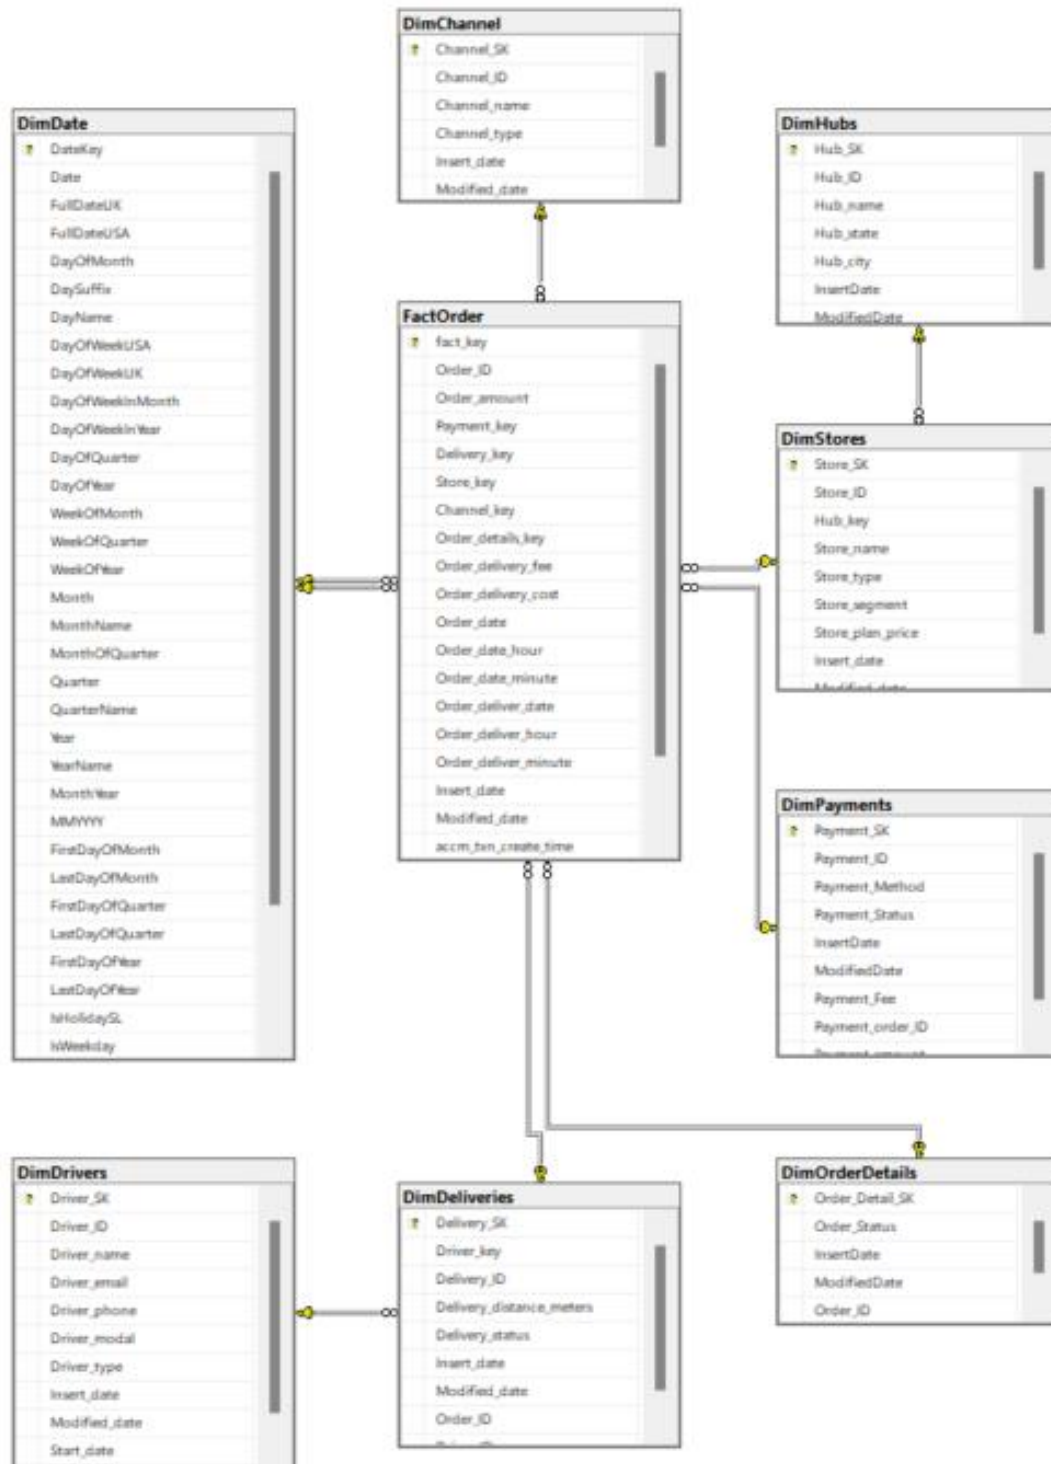 DimChannel
Channel_SK
Channel_ID
Channel_name
Channel_type
Insert_date
Modified_date
DimDate
DateKey
Date
FullDateUK
FullDateUSA
DayOfMonth
DaySuffix
DayName
DayOfWeekUSA
DayOfWeekUK
DayOfWeekInMonth
DayOfWeekInYear
DayOfQuarter
DayOfYear
WeekOfMonth
WeekOfQuarter
WeekOfYear
Month
MonthName
MonthOfQuarter
Quarter
QuarterName
Year
YearName
MonthYear
MMYYYY
FirstDayOfMonth
LastDayOfMonth
FirstDayOfQuarter
LastDayOfQuarter
FirstDayOfYear
LastDayOfYear
IsHolidaySL
IsWeekday
DimHubs
Hub_SK
Hub_ID
Hub_name
Hub_state
Hub_city
InsertDate
ModifiedDate
FactOrder
fact_key
Order_ID
Order_amount
Payment_key
Delivery_key
Store_key
Channel_key
Order_details_key
Order_delivery_fee
Order_delivery_cost
Order_date
Order_date_hour
Order_date_minute
Order_deliver_date
Order_deliver_hour
Order_deliver_minute
Insert_date
Modified_date
accm_txn_create_time
DimStores
Store_SK
Store_ID
Hub_key
Store_name
Store_type
Store_segment
Store_plan_price
Insert_date
Modified_date
DimPayments
Payment_SK
Payment_ID
Payment_Method
Payment_Status
InsertDate
ModifiedDate
Payment_Fee
Payment_order_ID
Payment_amount
DimDrivers
Driver_SK
Driver_ID
Driver_name
Driver_email
Driver_phone
Driver_modal
Driver_type
Insert_date
Modified_date
Start_date
DimDeliveries
Delivery_SK
Driver_key
Delivery_ID
Delivery_distance_meters
Delivery_status
Insert_date
Modified_date
Order_ID
DimOrderDetails
Order_Detail_SK
Order_Status
InsertDate
ModifiedDate
Order_ID